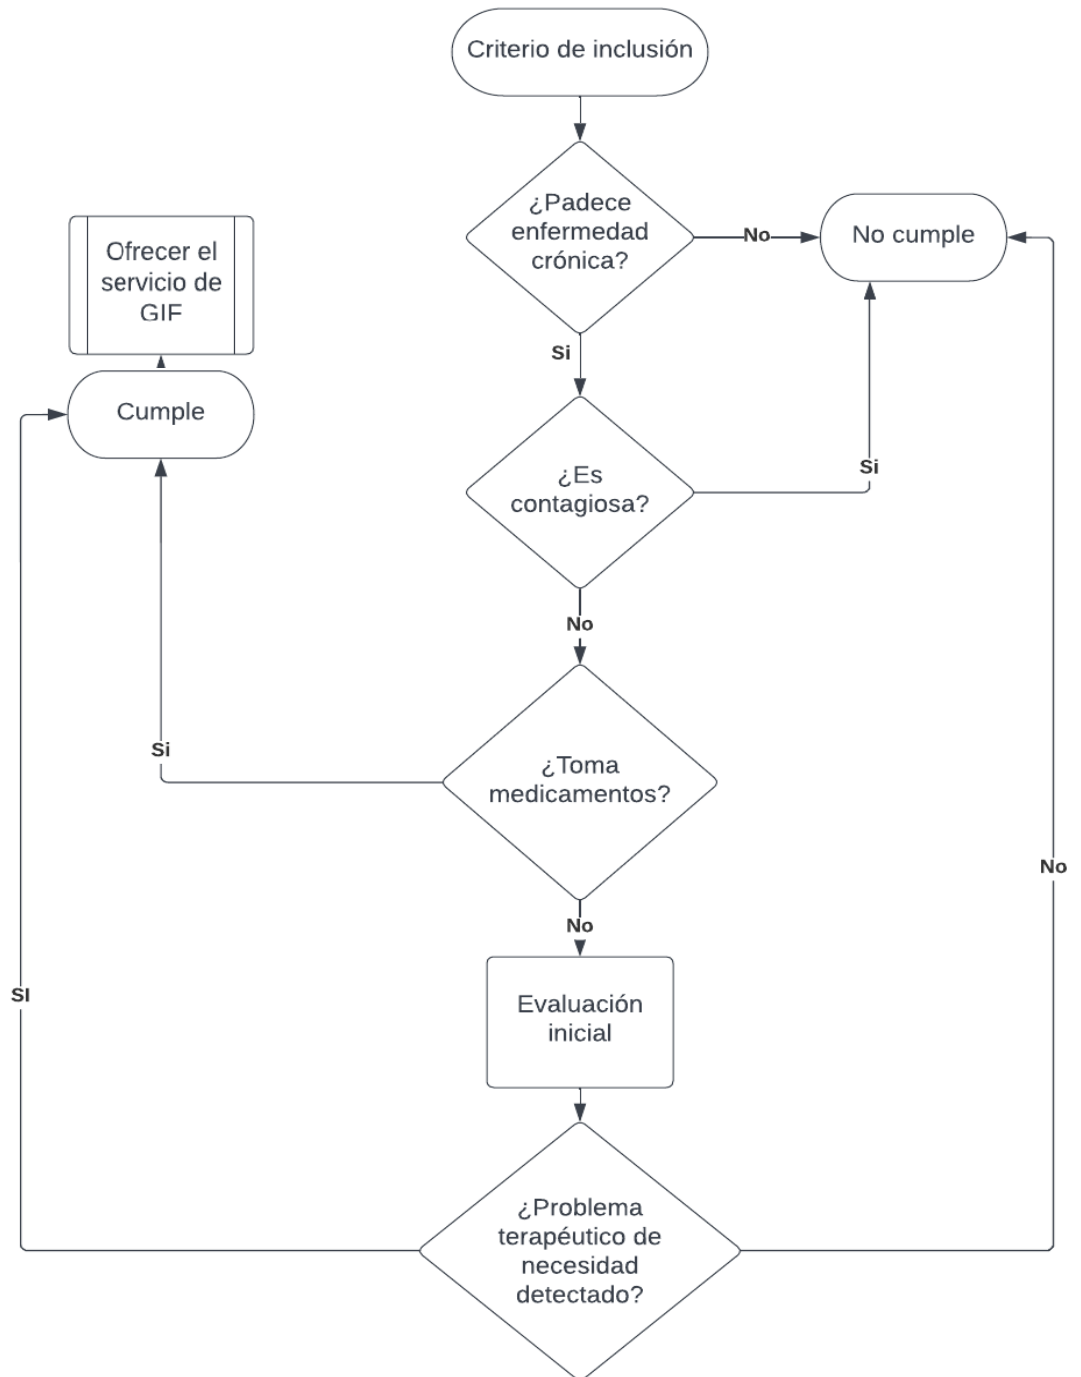 Criterio de inclusión
¿Padece
enfermedad
crónica?
No
No cumple
Ofrecer el
servicio de
GIF
Si
Cumple
¿Es
contagiosa?
Si
No
Si
¿Toma
medicamentos?
No
No
Evaluación
inicial
SI
¿Problema
terapéutico de
necesidad
detectado?